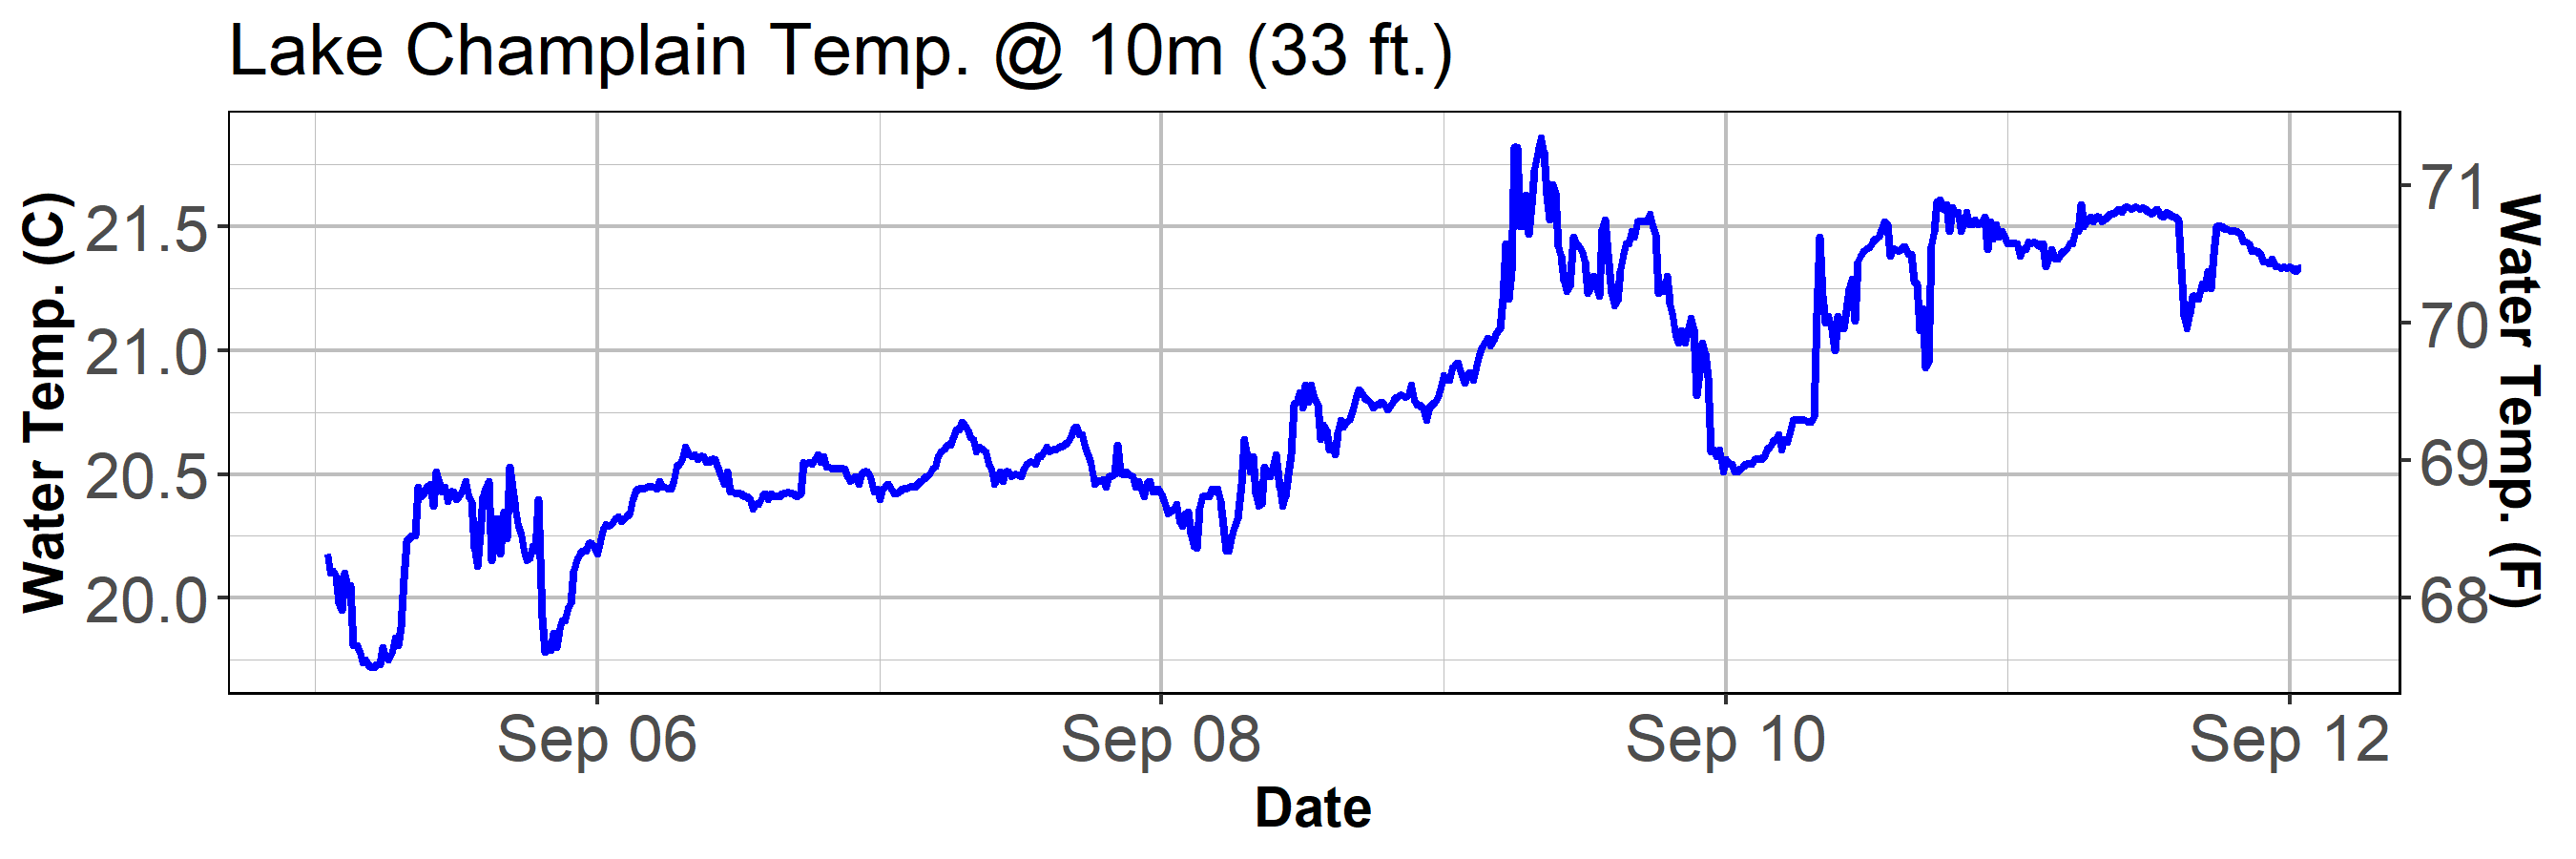 Lake Champlain Temp. @ 10m (33 ft.)
Water Temp. (C)
21.5
21.0
20.5
20.0
71
70
69
68
Water Temp. (F)
Sep 06
Sep 08
Sep 10
Sep 12
Date